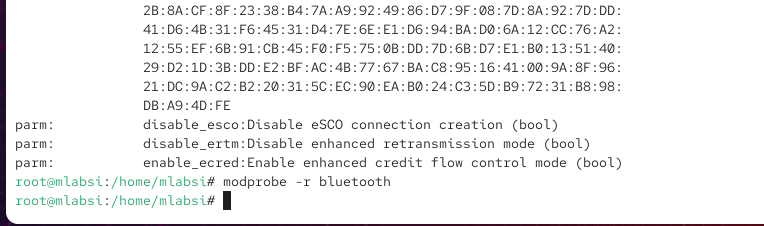 2B:8A:CF:8F:23:38:B4:7A:A9:92:49:86:D7:9F:08:7D:8A:92:7D:DD:
41:D6:4B:31:F6:45:31:D4:7E:6E:E1:D6:94:BA:D0:6A:12:CC:76:A2:
12:55:EF:6B:91:CB:45:F0:F5:75:0B:DD:7D:6B:D7:E1:B0:13:51:40:
29:D2:1D:3B:DD:E2:BF:AC:4B:77:67:BA:C8:95:16:41:00:9A:8F:96:
21:DC:9A:C2:B2:20:31:5C:EC:90:EA:B0:24:C3:5D:B9:72:31:B8:98:
DB:A9:4D:FE
parm: disable_esco:Disable eSCO connection creation (bool)
parm: disable_ertm:Disable enhanced retransmission mode (bool)
parm: enable_ecred:Enable enhanced credit flow control mode (bool)
root@mlabsi:/home/mlabsi# modprobe -r bluetooth
root@mlabsi:/home/mlabsi#